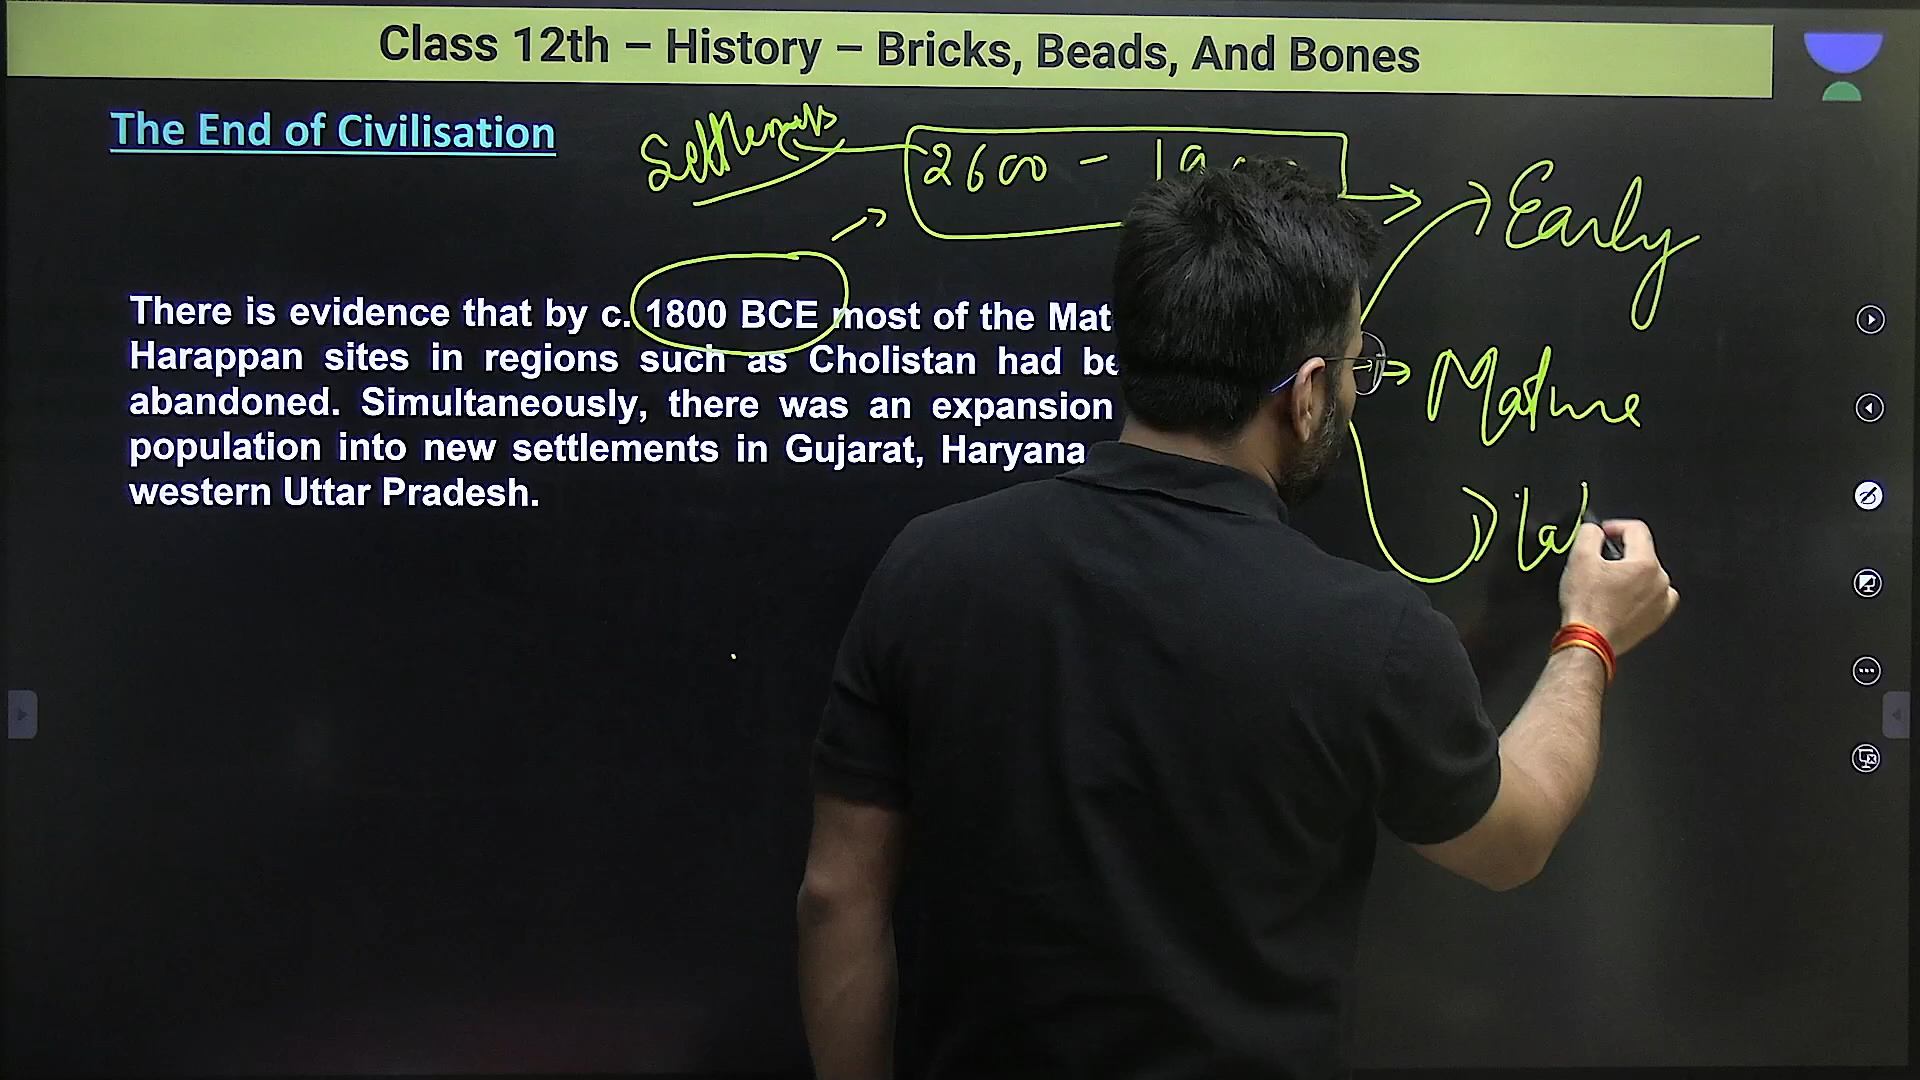 Class 12th – History – Bricks, Beads, And Bones
The End of Civilisation
Settlements
2600 - 19
Early
There is evidence that by c. 1800 BCE most of the Mat
Harappan sites in regions such as Cholistan had be
Mature
abandoned. Simultaneously, there was an expansion
population into new settlements in Gujarat, Haryana
western Uttar Pradesh.